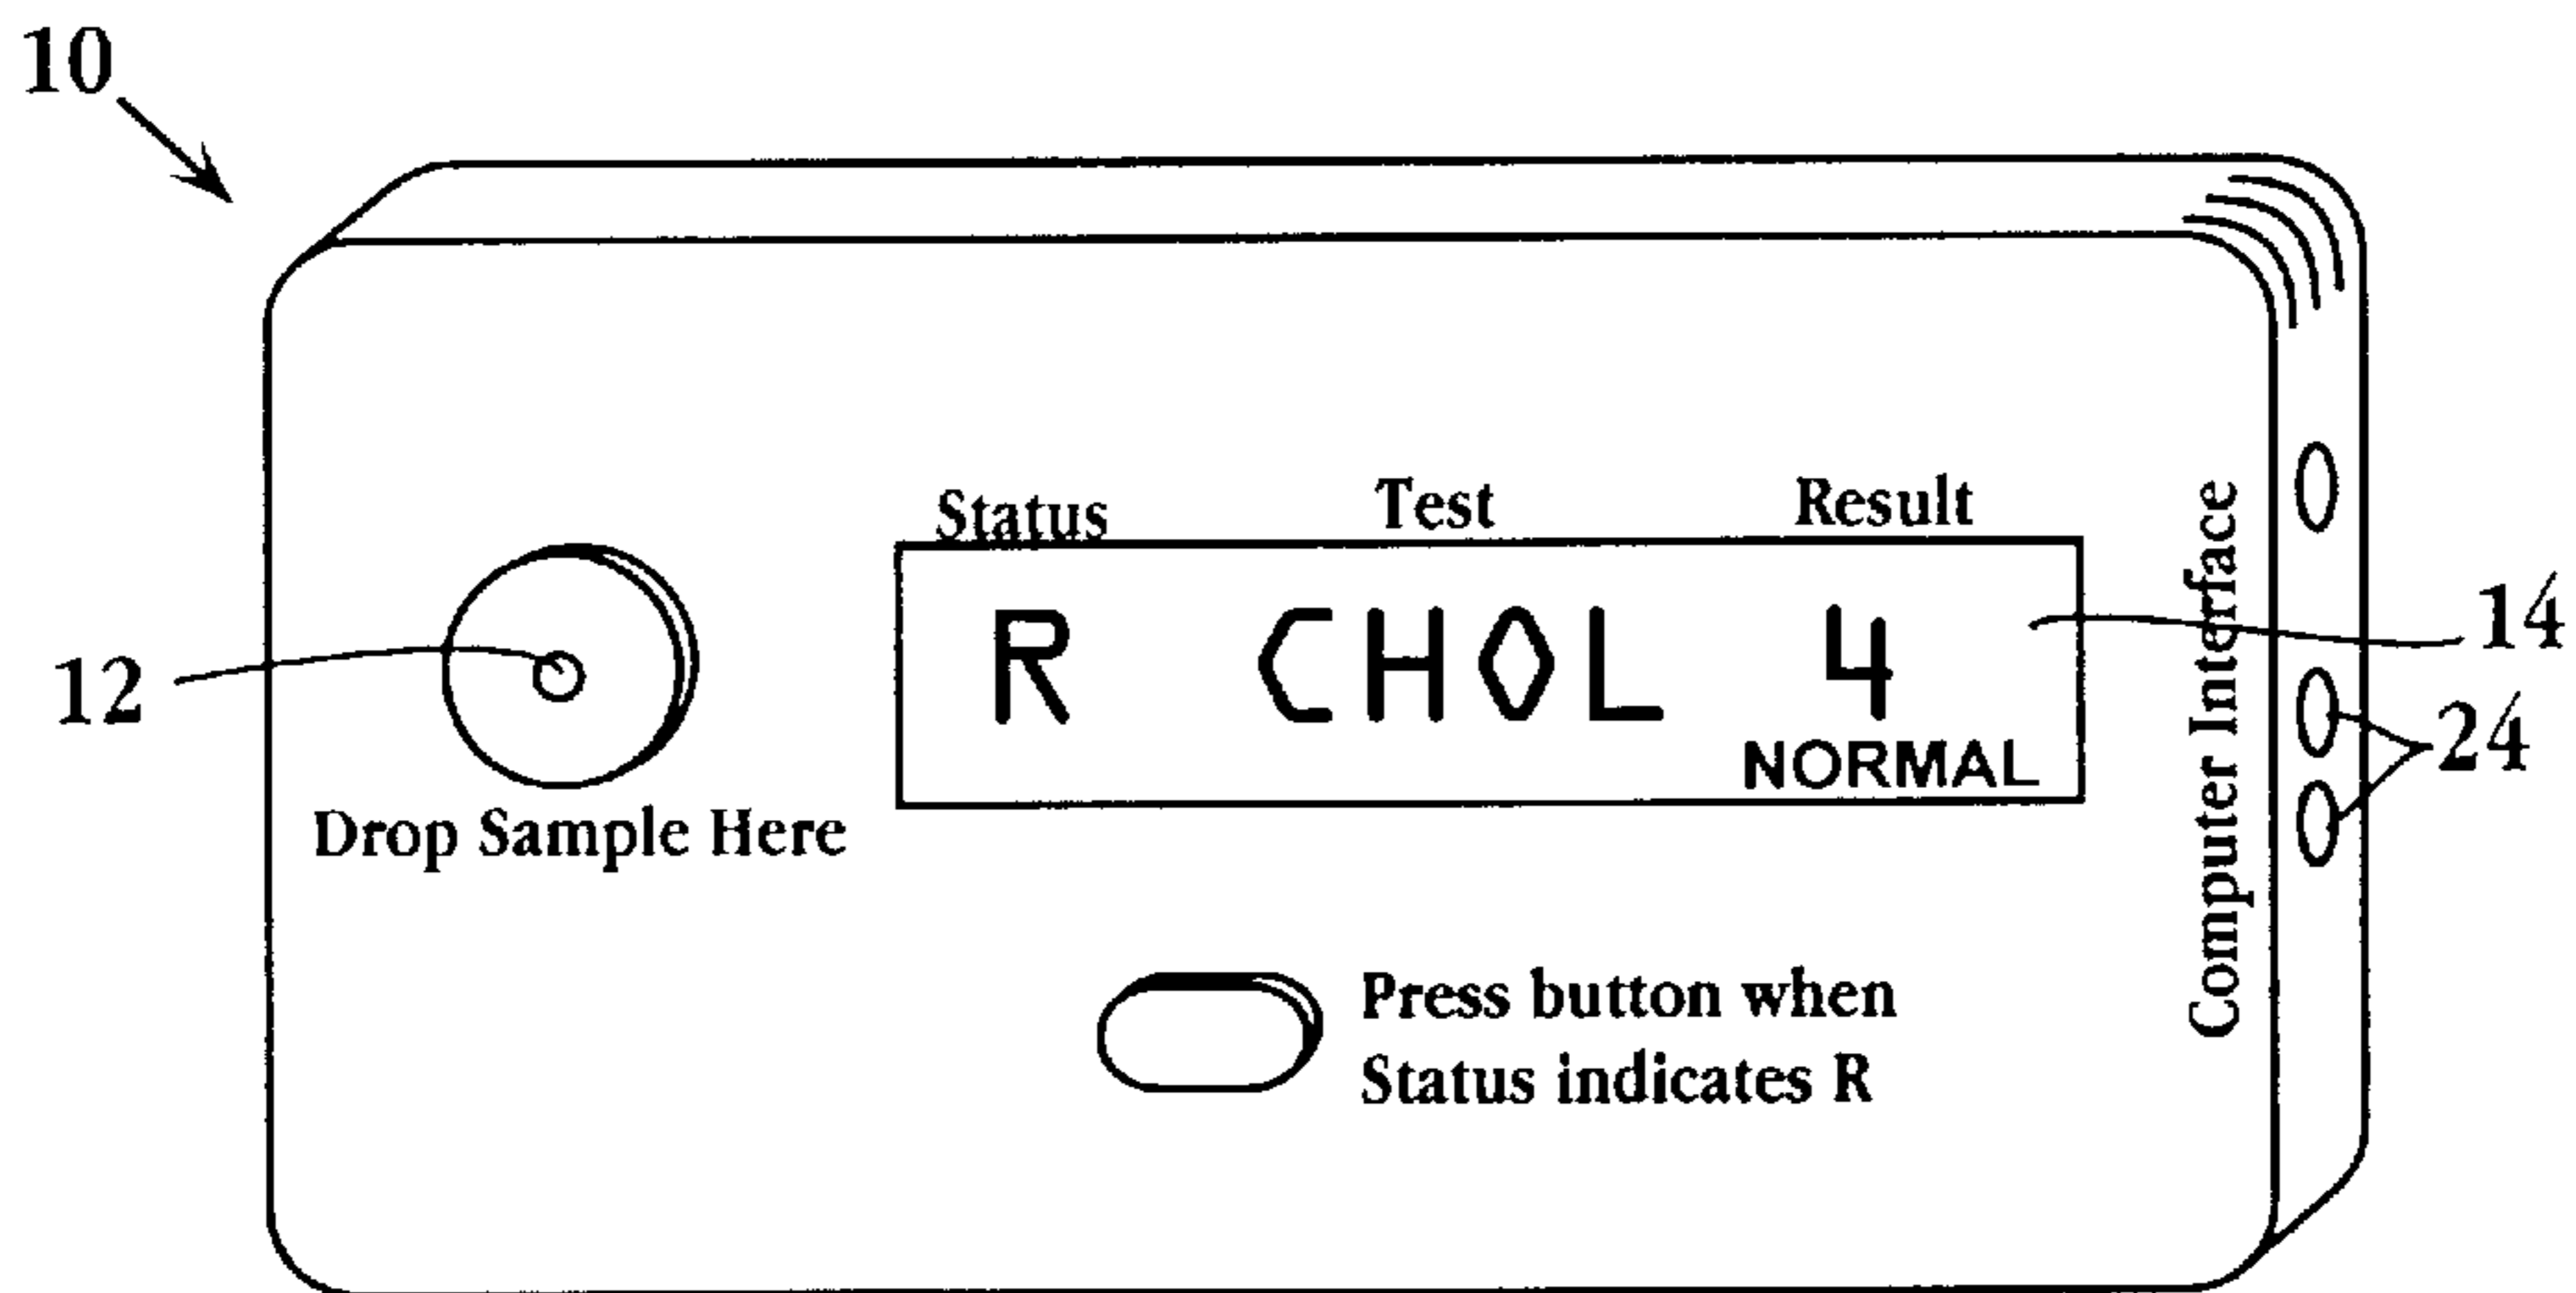 10
Status Test Result
R CHOL 4
NORMAL
12
14
24
Drop Sample Here
Computer Interface
Press button when
Status indicates R